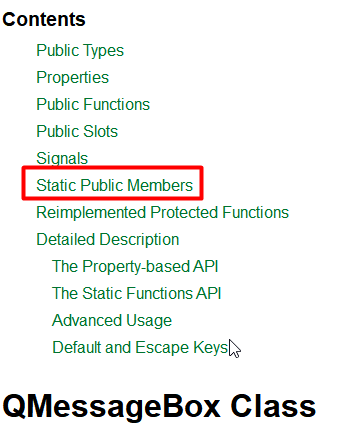 Contents
Public Types
Properties
Public Functions
Public Slots
Signals
Static Public Members
Reimplemented Protected Functions
Detailed Description
The Property-based API
The Static Functions API
Advanced Usage
Default and Escape Keys
QMessageBox Class